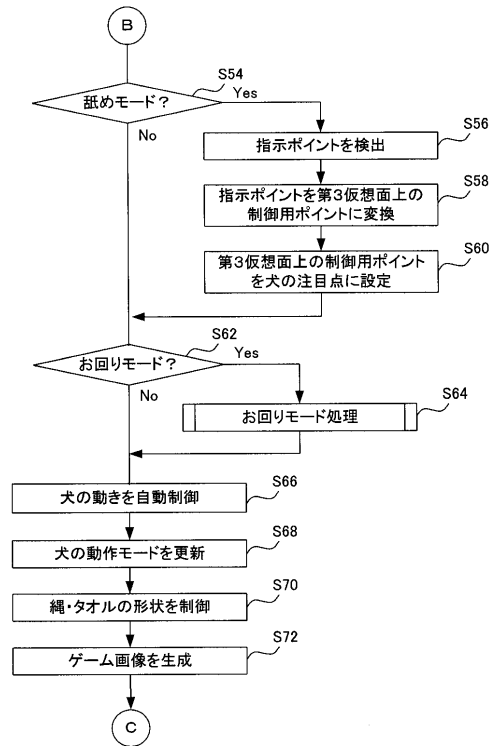 B
S54
舐めモード?
Yes
No
S56
指示ポイントを検出
S58
指示ポイントを第3仮想面上の
制御用ポイントに変換
S60
第3仮想面上の制御用ポイント
を犬の注目点に設定
S62
お回りモード?
Yes
No
S64
お回りモード処理
S66
犬の動きを自動制御
S68
犬の動作モードを更新
S70
縄・タオルの形状を制御
S72
ゲーム画像を生成
C